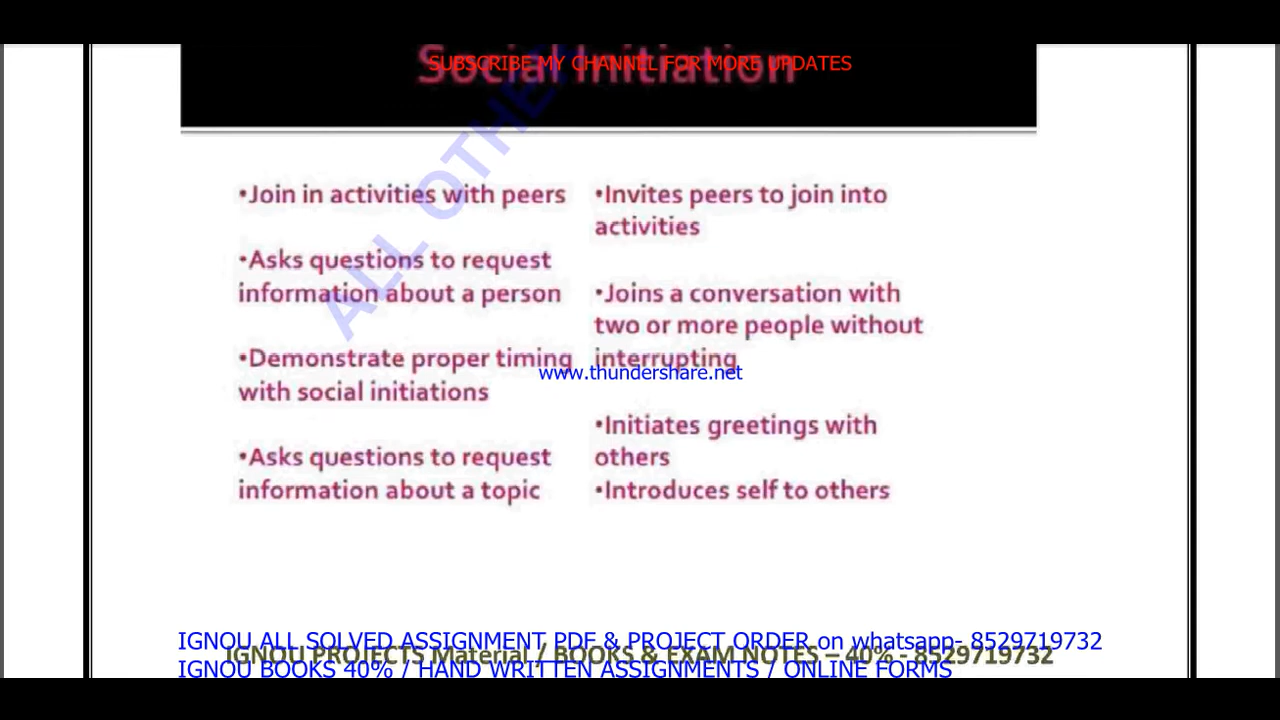 Social Initiation
SUBSCRIBE MY CHANNEL FOR MORE UPDATES
ALL OTHER
•Join in activities with peers
•Asks questions to request
information about a person
•Demonstrate proper timing
with social initiations
•Asks questions to request
information about a topic
•Invites peers to join into
activities
•Joins a conversation with
two or more people without
interrupting
•Initiates greetings with
others
•Introduces self to others
www.thundershare.net
IGNOU ALL SOLVED ASSIGNMENT PDF & PROJECT ORDER on whatsapp- 8529719732
IGNOU PROJECTS Material / BOOKS & EXAM NOTES – 40% - 8529719732
IGNOU BOOKS 40% / HAND WRITTEN ASSIGNMENTS / ONLINE FORMS